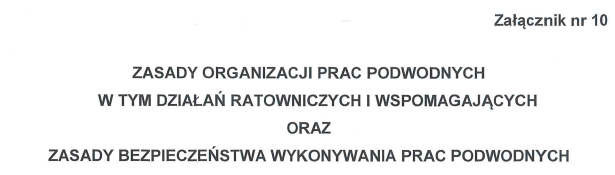 Załącznik nr 10
ZASADY ORGANIZACJI PRAC PODWODNYCH
W TYM DZIAŁAŃ RATOWNICZYCH I WSPOMAGAJĄCYCH
ORAZ
ZASADY BEZPIECZEŃSTWA WYKONYWANIA PRAC PODWODNYCH